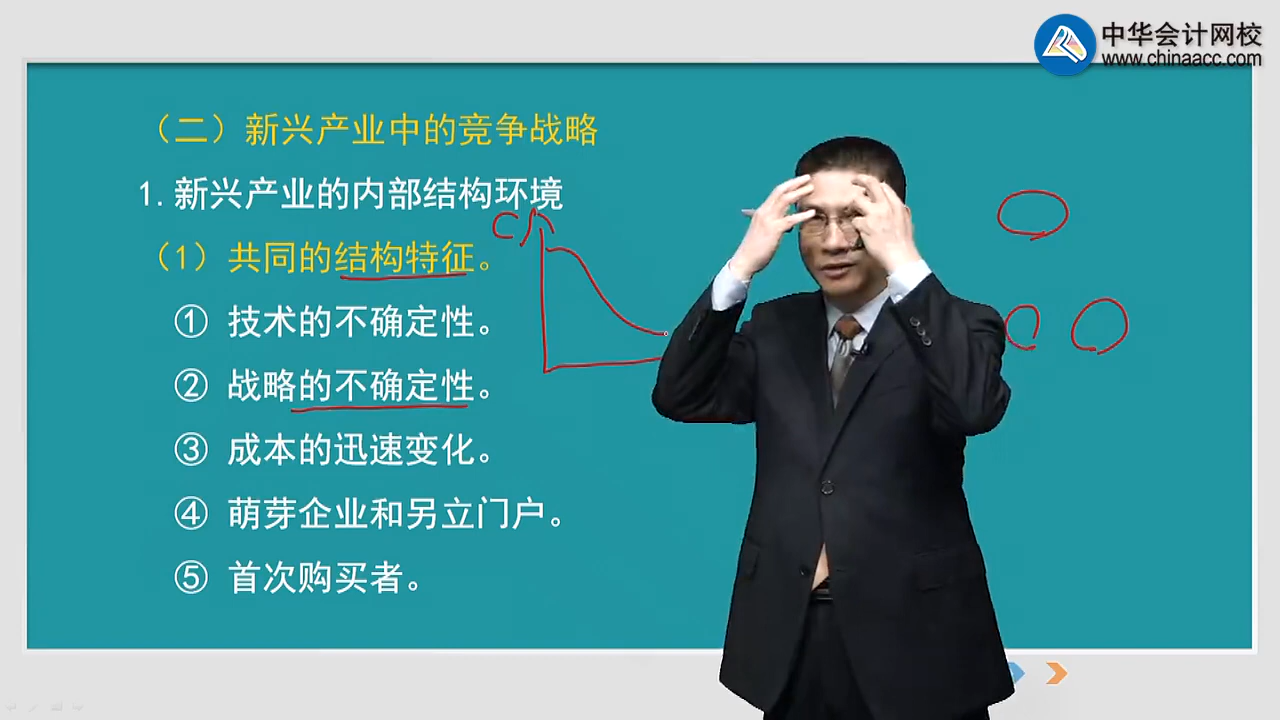 中华会计网校
www.chinaacc.com
（二）新兴产业中的竞争战略
1.新兴产业的内部结构环境
（1）共同的结构特征。
① 技术的不确定性。
② 战略的不确定性。
③ 成本的迅速变化。
④ 萌芽企业和另立门户。
⑤ 首次购买者。